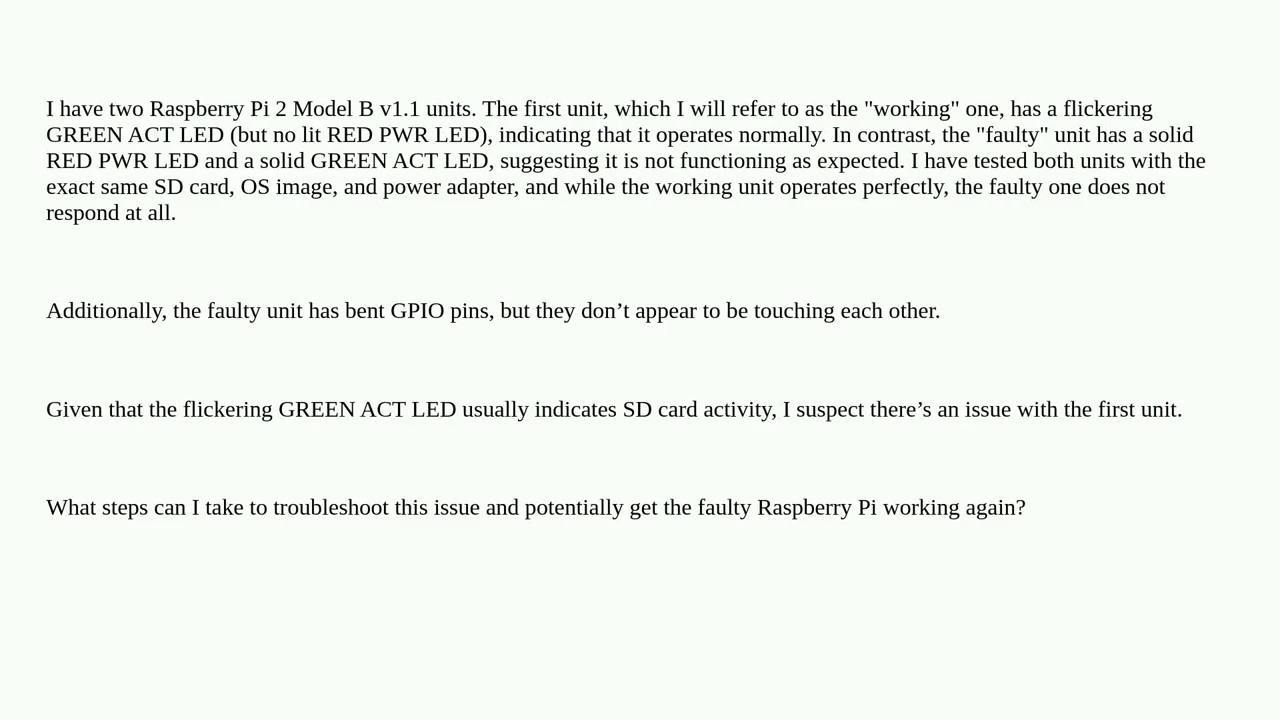 I have two Raspberry Pi 2 Model B v1.1 units. The first unit, which I will refer to as the "working" one, has a flickering
GREEN ACT LED (but no lit RED PWR LED), indicating that it operates normally. In contrast, the "faulty" unit has a solid
RED PWR LED and a solid GREEN ACT LED, suggesting it is not functioning as expected. I have tested both units with the
exact same SD card, OS image, and power adapter, and while the working unit operates perfectly, the faulty one does not
respond at all.
Additionally, the faulty unit has bent GPIO pins, but they don’t appear to be touching each other.
Given that the flickering GREEN ACT LED usually indicates SD card activity, I suspect there’s an issue with the first unit.
What steps can I take to troubleshoot this issue and potentially get the faulty Raspberry Pi working again?